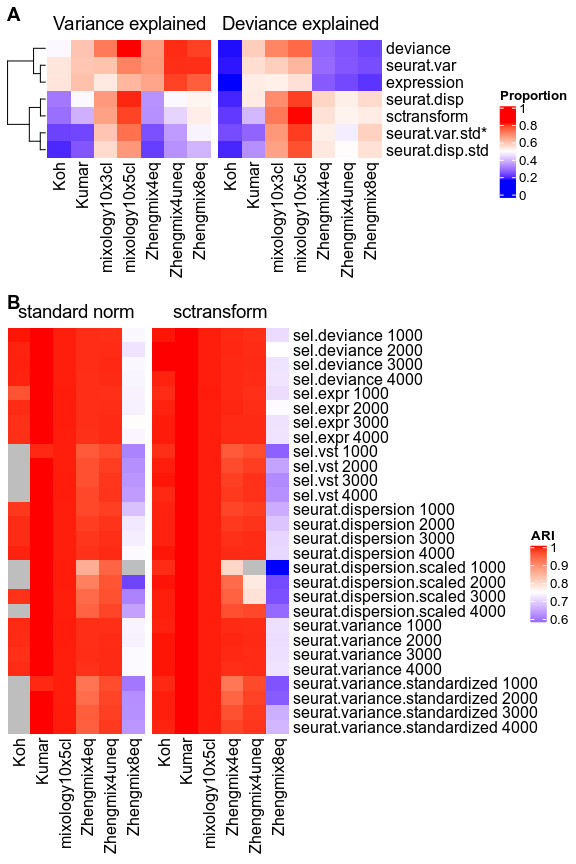 A
Variance explained Deviance explained
deviance
seurat.var
expression
seurat.disp
sctransform
seurat.var.std*
seurat.disp.std
Proportion
1
0.8
0.6
0.4
0.2
0
Koh Kumar mixology10x3cl mixology10x5cl Zhengmix4eq Zhengmix4uneq Zhengmix8eq Koh Kumar mixology10x3cl mixology10x5cl Zhengmix4eq Zhengmix4uneq Zhengmix8eq
B
standard norm sctransform
sel.deviance 1000
sel.deviance 2000
sel.deviance 3000
sel.deviance 4000
sel.expr 1000
sel.expr 2000
sel.expr 3000
sel.expr 4000
sel.vst 1000
sel.vst 2000
sel.vst 3000
sel.vst 4000
seurat.dispersion 1000
seurat.dispersion 2000
seurat.dispersion 3000
seurat.dispersion 4000
seurat.dispersion.scaled 1000
seurat.dispersion.scaled 2000
seurat.dispersion.scaled 3000
seurat.dispersion.scaled 4000
seurat.variance 1000
seurat.variance 2000
seurat.variance 3000
seurat.variance 4000
seurat.variance.standardized 1000
seurat.variance.standardized 2000
seurat.variance.standardized 3000
seurat.variance.standardized 4000
ARI
1
0.9
0.8
0.7
0.6
Koh Kumar mixology10x5cl Zhengmix4eq Zhengmix4uneq Zhengmix8eq Koh Kumar mixology10x5cl Zhengmix4eq Zhengmix4uneq Zhengmix8eq